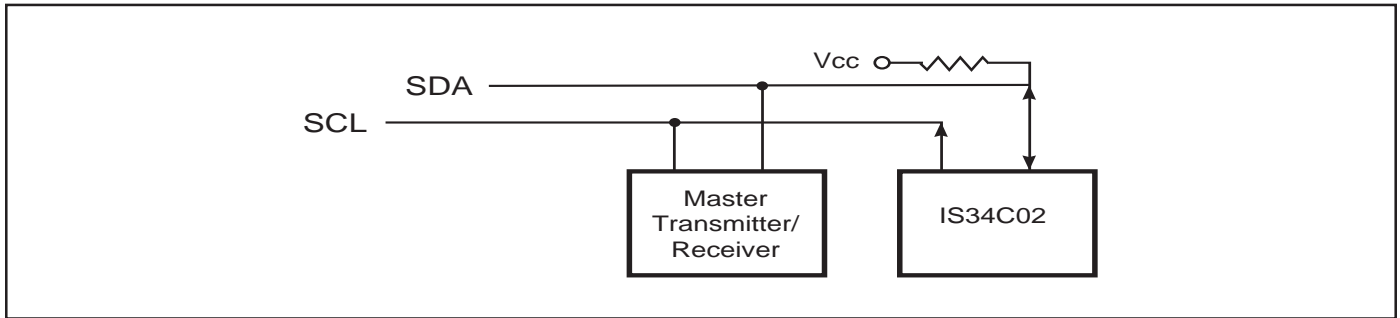 Vcc
SDA
SCL
Master
Transmitter/
Receiver
IS34C02